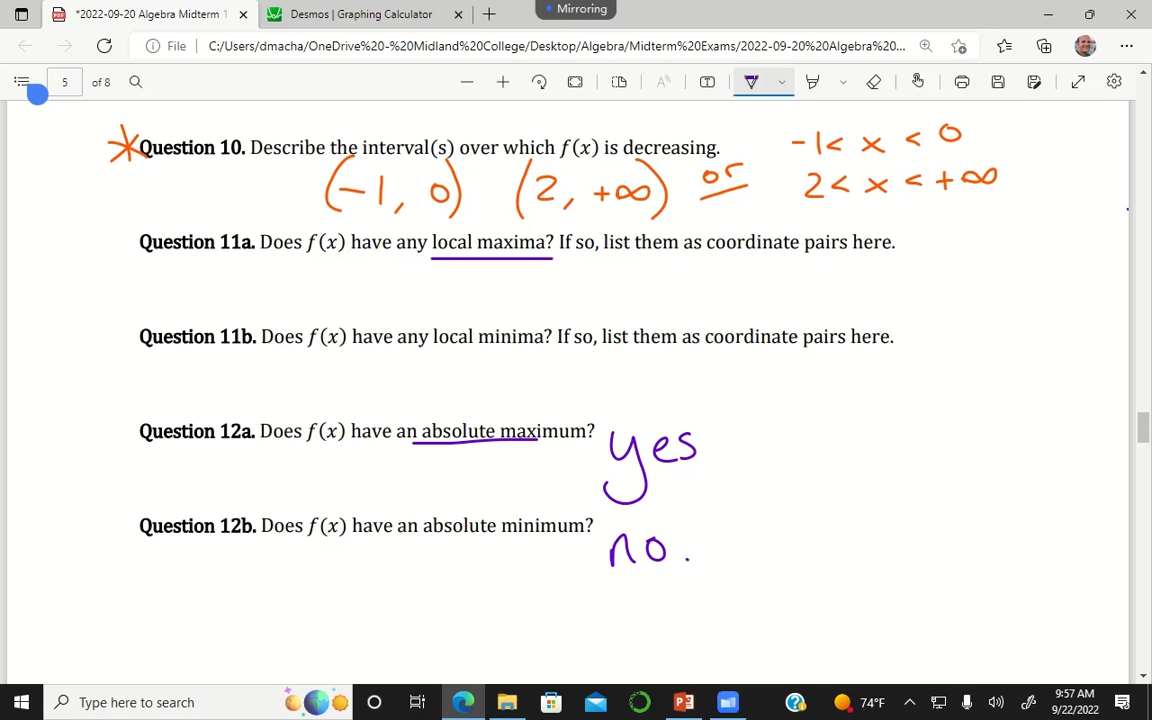 Mirroring
*2022-09-20 Algebra Midterm 1
Desmos | Graphing Calculator
File
C:/Users/dmacha/OneDrive%20-%20Midland%20College/Desktop/Algebra/Midterm%20Exams/2022-09-20%20Algebra%20...
5 of 8
Question 10. Describe the interval(s) over which f(x) is decreasing.
-1 < x < 0
(-1, 0) (2, +∞) or 2 < x < +∞
Question 11a. Does f(x) have any local maxima? If so, list them as coordinate pairs here.
Question 11b. Does f(x) have any local minima? If so, list them as coordinate pairs here.
Question 12a. Does f(x) have an absolute maximum? yes
Question 12b. Does f(x) have an absolute minimum?
no.
Type here to search
74°F
9:57 AM
9/22/2022